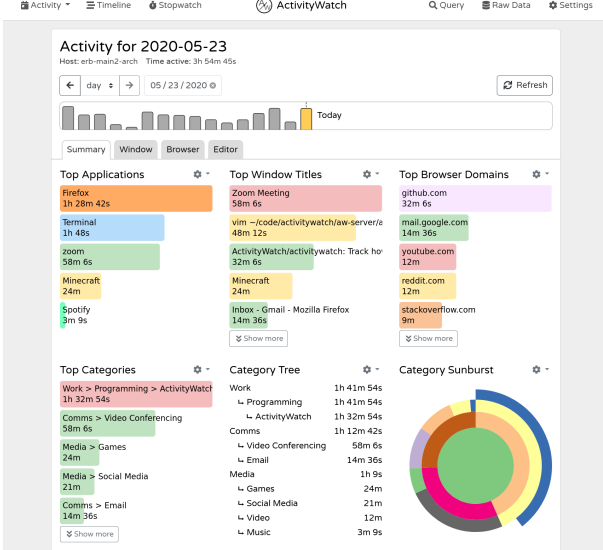 Activity
Timeline
Stopwatch
ActivityWatch
Query
Raw Data
Settings
Activity for 2020-05-23
Host: erb-main2-arch Time active: 3h 54m 45s
day
05 / 23 / 2020
Refresh
Today
Summary
Window
Browser
Editor
Top Applications
Firefox
1h 28m 42s
Terminal
1h 48s
zoom
58m 6s
Minecraft
24m
Spotify
3m 9s
Top Window Titles
Zoom Meeting
58m 6s
vim ~/code/activitywatch/aw-server/a
48m 12s
ActivityWatch/activitywatch: Track ho
32m 6s
Minecraft
24m
Inbox - Gmail - Mozilla Firefox
14m 36s
Show more
Top Browser Domains
github.com
32m 6s
mail.google.com
14m 36s
youtube.com
12m
reddit.com
12m
stackoverflow.com
9m
Show more
Top Categories
Work > Programming > ActivityWatch
1h 32m 54s
Comms > Video Conferencing
58m 6s
Media > Games
24m
Media > Social Media
21m
Comms > Email
14m 36s
Show more
Category Tree
Work 1h 41m 54s
Programming 1h 41m 54s
ActivityWatch 1h 32m 54s
Comms 1h 12m 42s
Video Conferencing 58m 6s
Email 14m 36s
Media 1h 9s
Games 24m
Social Media 21m
Video 12m
Music 3m 9s
Category Sunburst